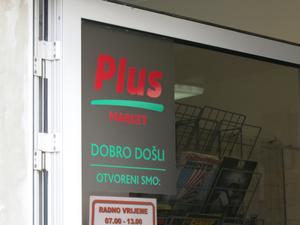 Plus
MARKET
DOBRO DOŠLI
OTVORENI SMO:
RADNO VRIJEME
07.00 - 13.00